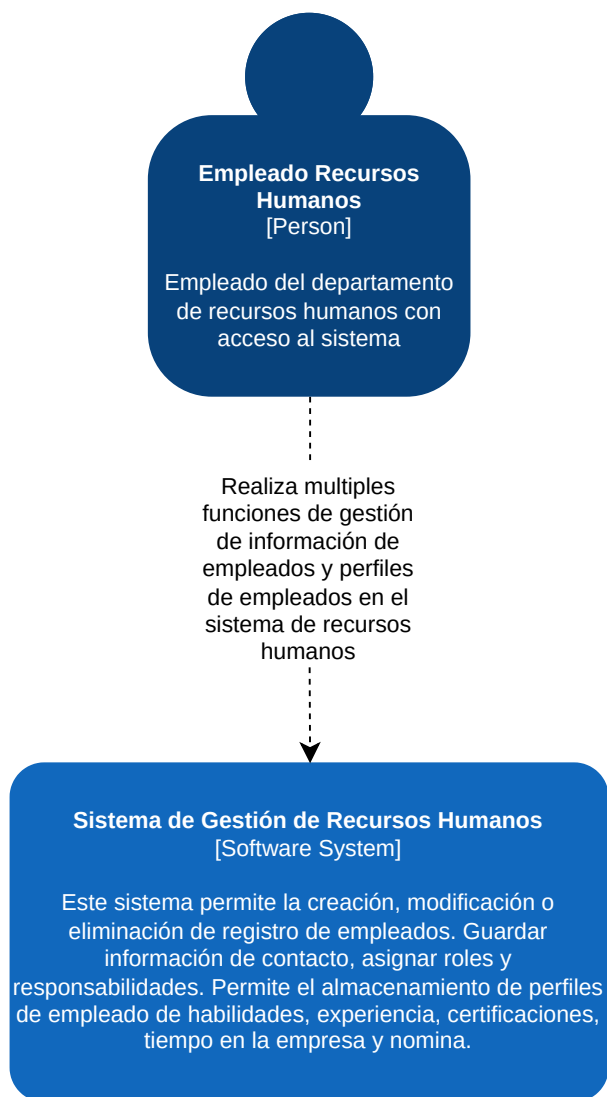 Empleado Recursos
Humanos
[Person]
Empleado del departamento
de recursos humanos con
acceso al sistema
Realiza multiples
funciones de gestión
de información de
empleados y perfiles
de empleados en el
sistema de recursos
humanos
Sistema de Gestión de Recursos Humanos
[Software System]
Este sistema permite la creación, modificación o
eliminación de registro de empleados. Guardar
información de contacto, asignar roles y
responsabilidades. Permite el almacenamiento de perfiles
de empleado de habilidades, experiencia, certificaciones,
tiempo en la empresa y nomina.